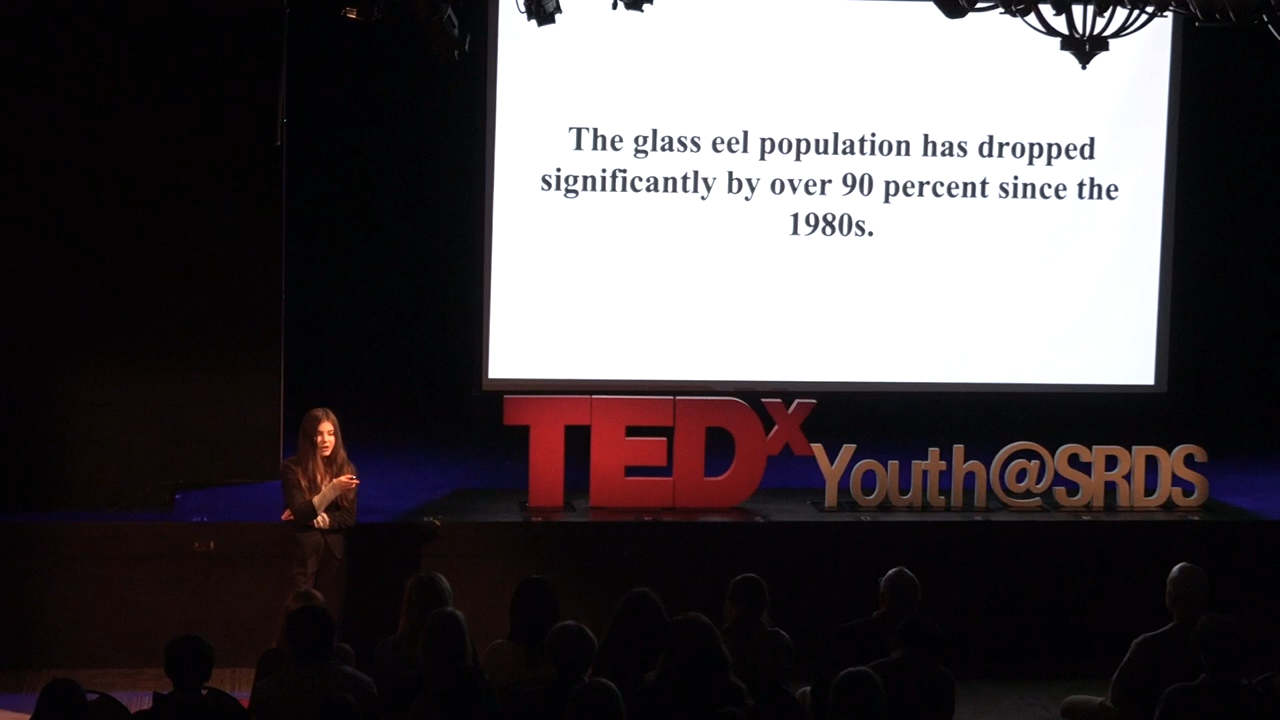 The glass eel population has dropped
significantly by over 90 percent since the
1980s.
TEDx
Youth@SRDS